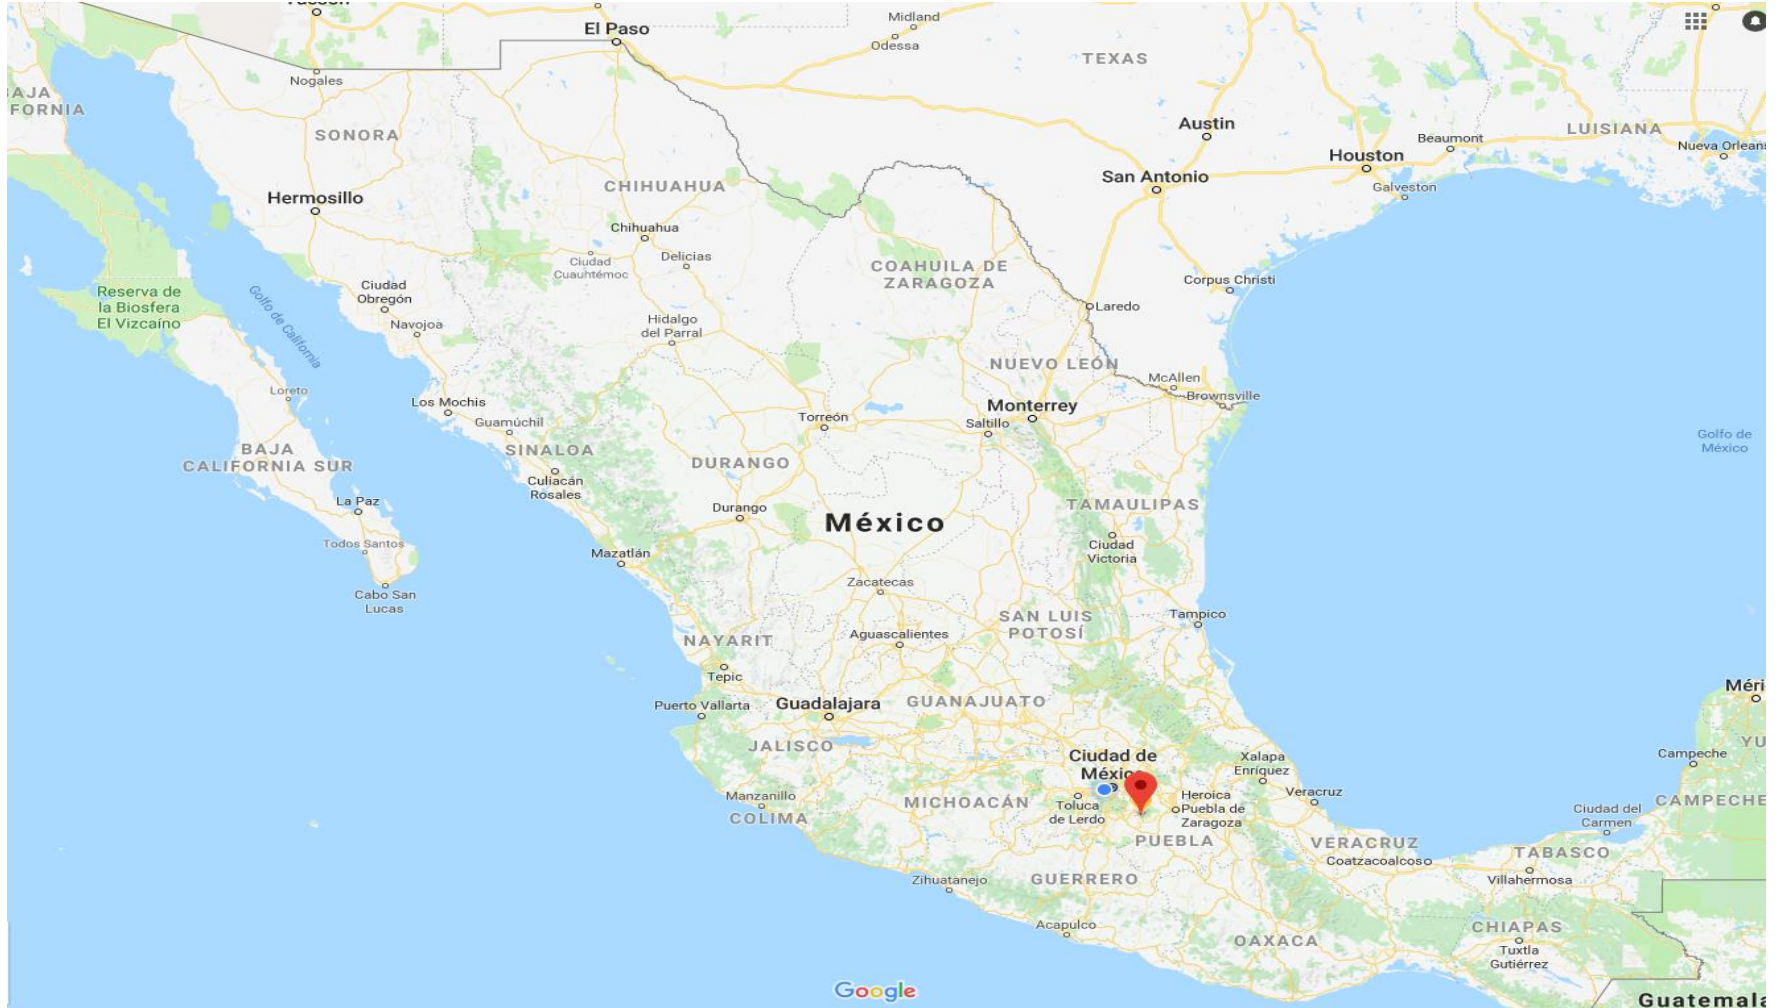 Tucson
El Paso
Midland
Odessa
TEXAS
Nogales
BAJA
FORNIA
SONORA
Austin
LUISIANA
Beaumont
Houston
Nueva Orleans
San Antonio
Galveston
CHIHUAHUA
Hermosillo
Chihuahua
Ciudad
Cuauhtémoc
Delicias
COAHUILA DE
ZARAGOZA
Corpus Christi
Reserva de
la Biosfera
El Vizcaíno
Golfo de California
Ciudad
Obregón
Navojoa
Hidalgo
del Parral
Laredo
NUEVO LEÓN
McAllen
Brownsville
Loreto
Los Mochis
Guamúchil
Torreón
Monterrey
Saltillo
Golfo de
México
BAJA
CALIFORNIA SUR
SINALOA
DURANGO
Culiacán
Rosales
La Paz
Durango
México
TAMAULIPAS
Todos Santos
Mazatlán
Ciudad
Victoria
Cabo San
Lucas
Zacatecas
SAN LUIS
POTOSÍ
Tampico
NAYARIT
Aguascalientes
Tepic
Puerto Vallarta
Guadalajara
GUANAJUATO
Méri
JALISCO
Ciudad de
México
Xalapa
Enríquez
Campeche
YU
Manzanillo
COLIMA
MICHOACÁN
Toluca
de Lerdo
Heroica
Puebla de
Zaragoza
Veracruz
Ciudad del
Carmen
CAMPECHE
PUEBLA
VERACRUZ
Coatzacoalcos
TABASCO
Villahermosa
Zihuatanejo
GUERRERO
Acapulco
OAXACA
CHIAPAS
Tuxtla
Gutiérrez
Google
Guatemala